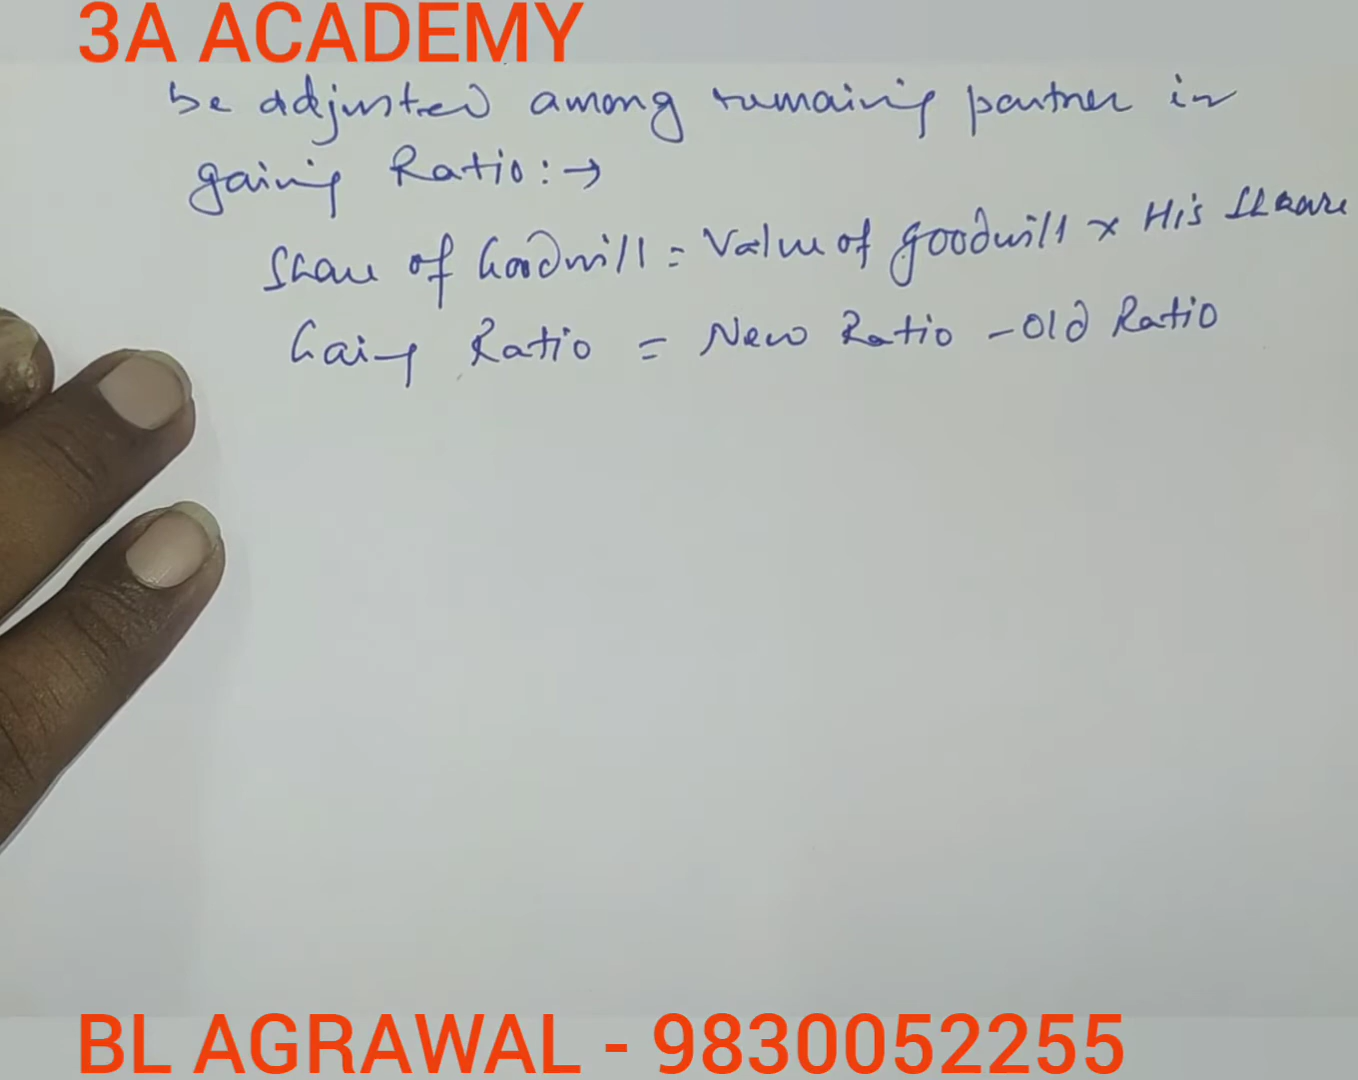 3A ACADEMY
be adjusted among remaining partner in
gaining Ratio:→
Share of Goodwill = Value of goodwill × His Share
Gaing Ratio = New Ratio - Old Ratio
BL AGRAWAL - 9830052255